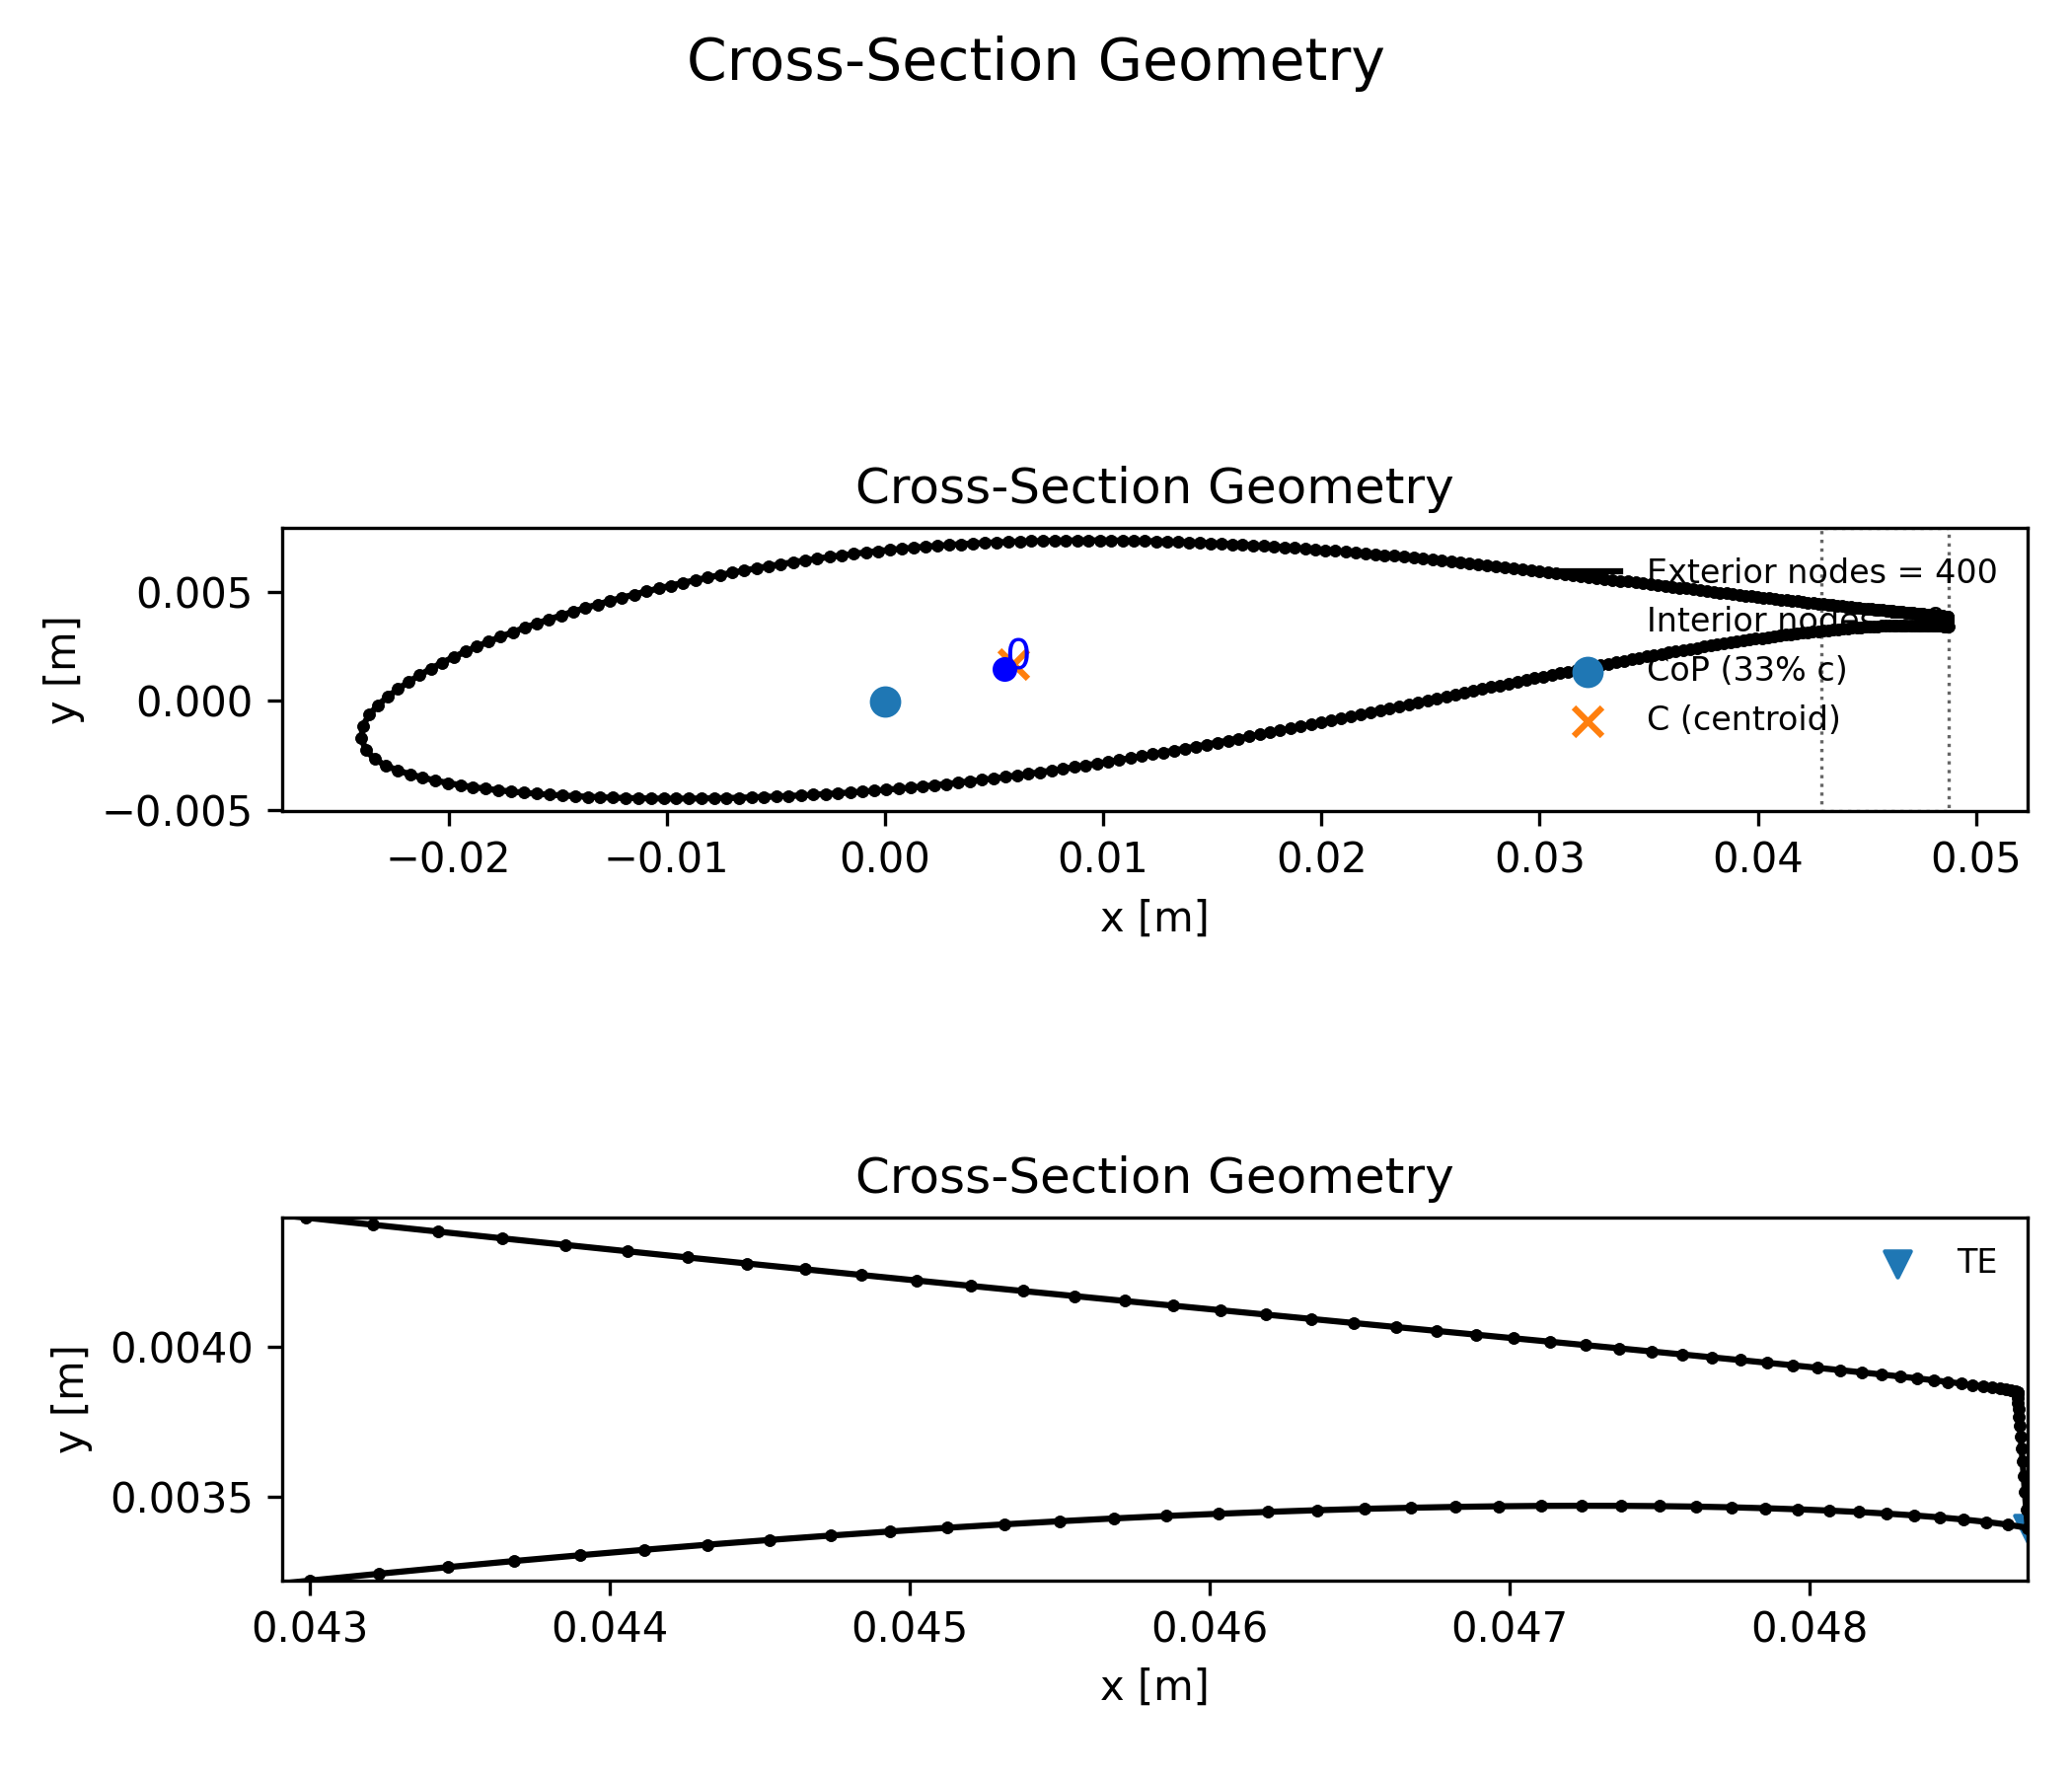 Cross-Section Geometry
Cross-Section Geometry
y [m]
0.005
0.000
−0.005
Exterior nodes = 400
Interior nodes
CoP (33% c)
C (centroid)
0
−0.02 −0.01 0.00 0.01 0.02 0.03 0.04 0.05
x [m]
Cross-Section Geometry
y [m]
0.0040
0.0035
TE
0.043 0.044 0.045 0.046 0.047 0.048
x [m]